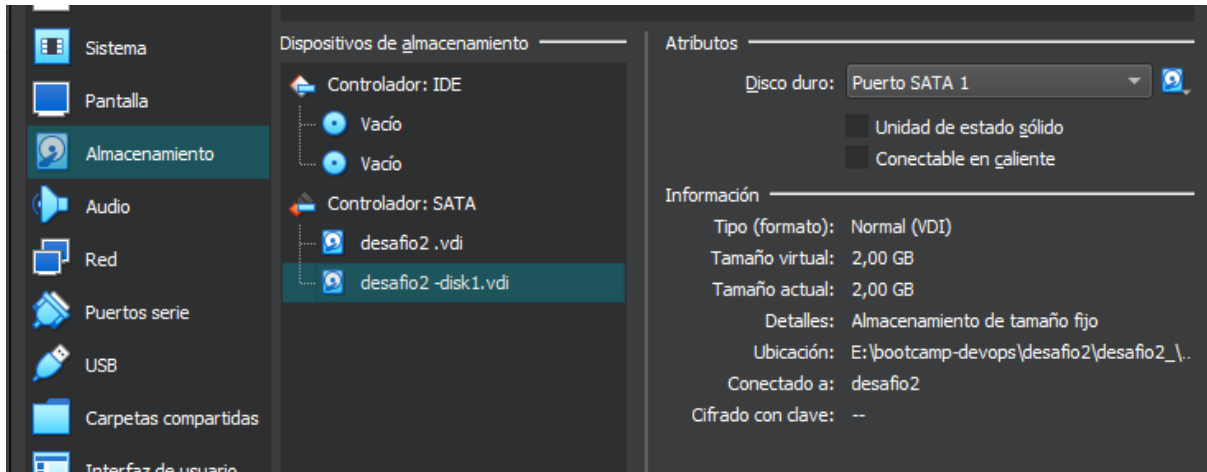 Sistema
Pantalla
Almacenamiento
Audio
Red
Puertos serie
USB
Carpetas compartidas
Interfaz de usuario
Dispositivos de almacenamiento
Controlador: IDE
Vacío
Vacío
Controlador: SATA
desafio2 .vdi
desafio2 -disk1.vdi
Atributos
Disco duro: Puerto SATA 1
Unidad de estado sólido
Conectable en caliente
Información
Tipo (formato): Normal (VDI)
Tamaño virtual: 2,00 GB
Tamaño actual: 2,00 GB
Detalles: Almacenamiento de tamaño fijo
Ubicación: E:\bootcamp-devops\desafio2\desafio2_\..
Conectado a: desafio2
Cifrado con clave: --